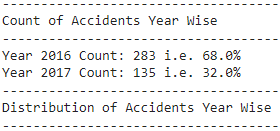 ----------------------------------------
Count of Accidents Year Wise
----------------------------------------
Year 2016 Count: 283 i.e. 68.0%
Year 2017 Count: 135 i.e. 32.0%
----------------------------------------
Distribution of Accidents Year Wise
----------------------------------------